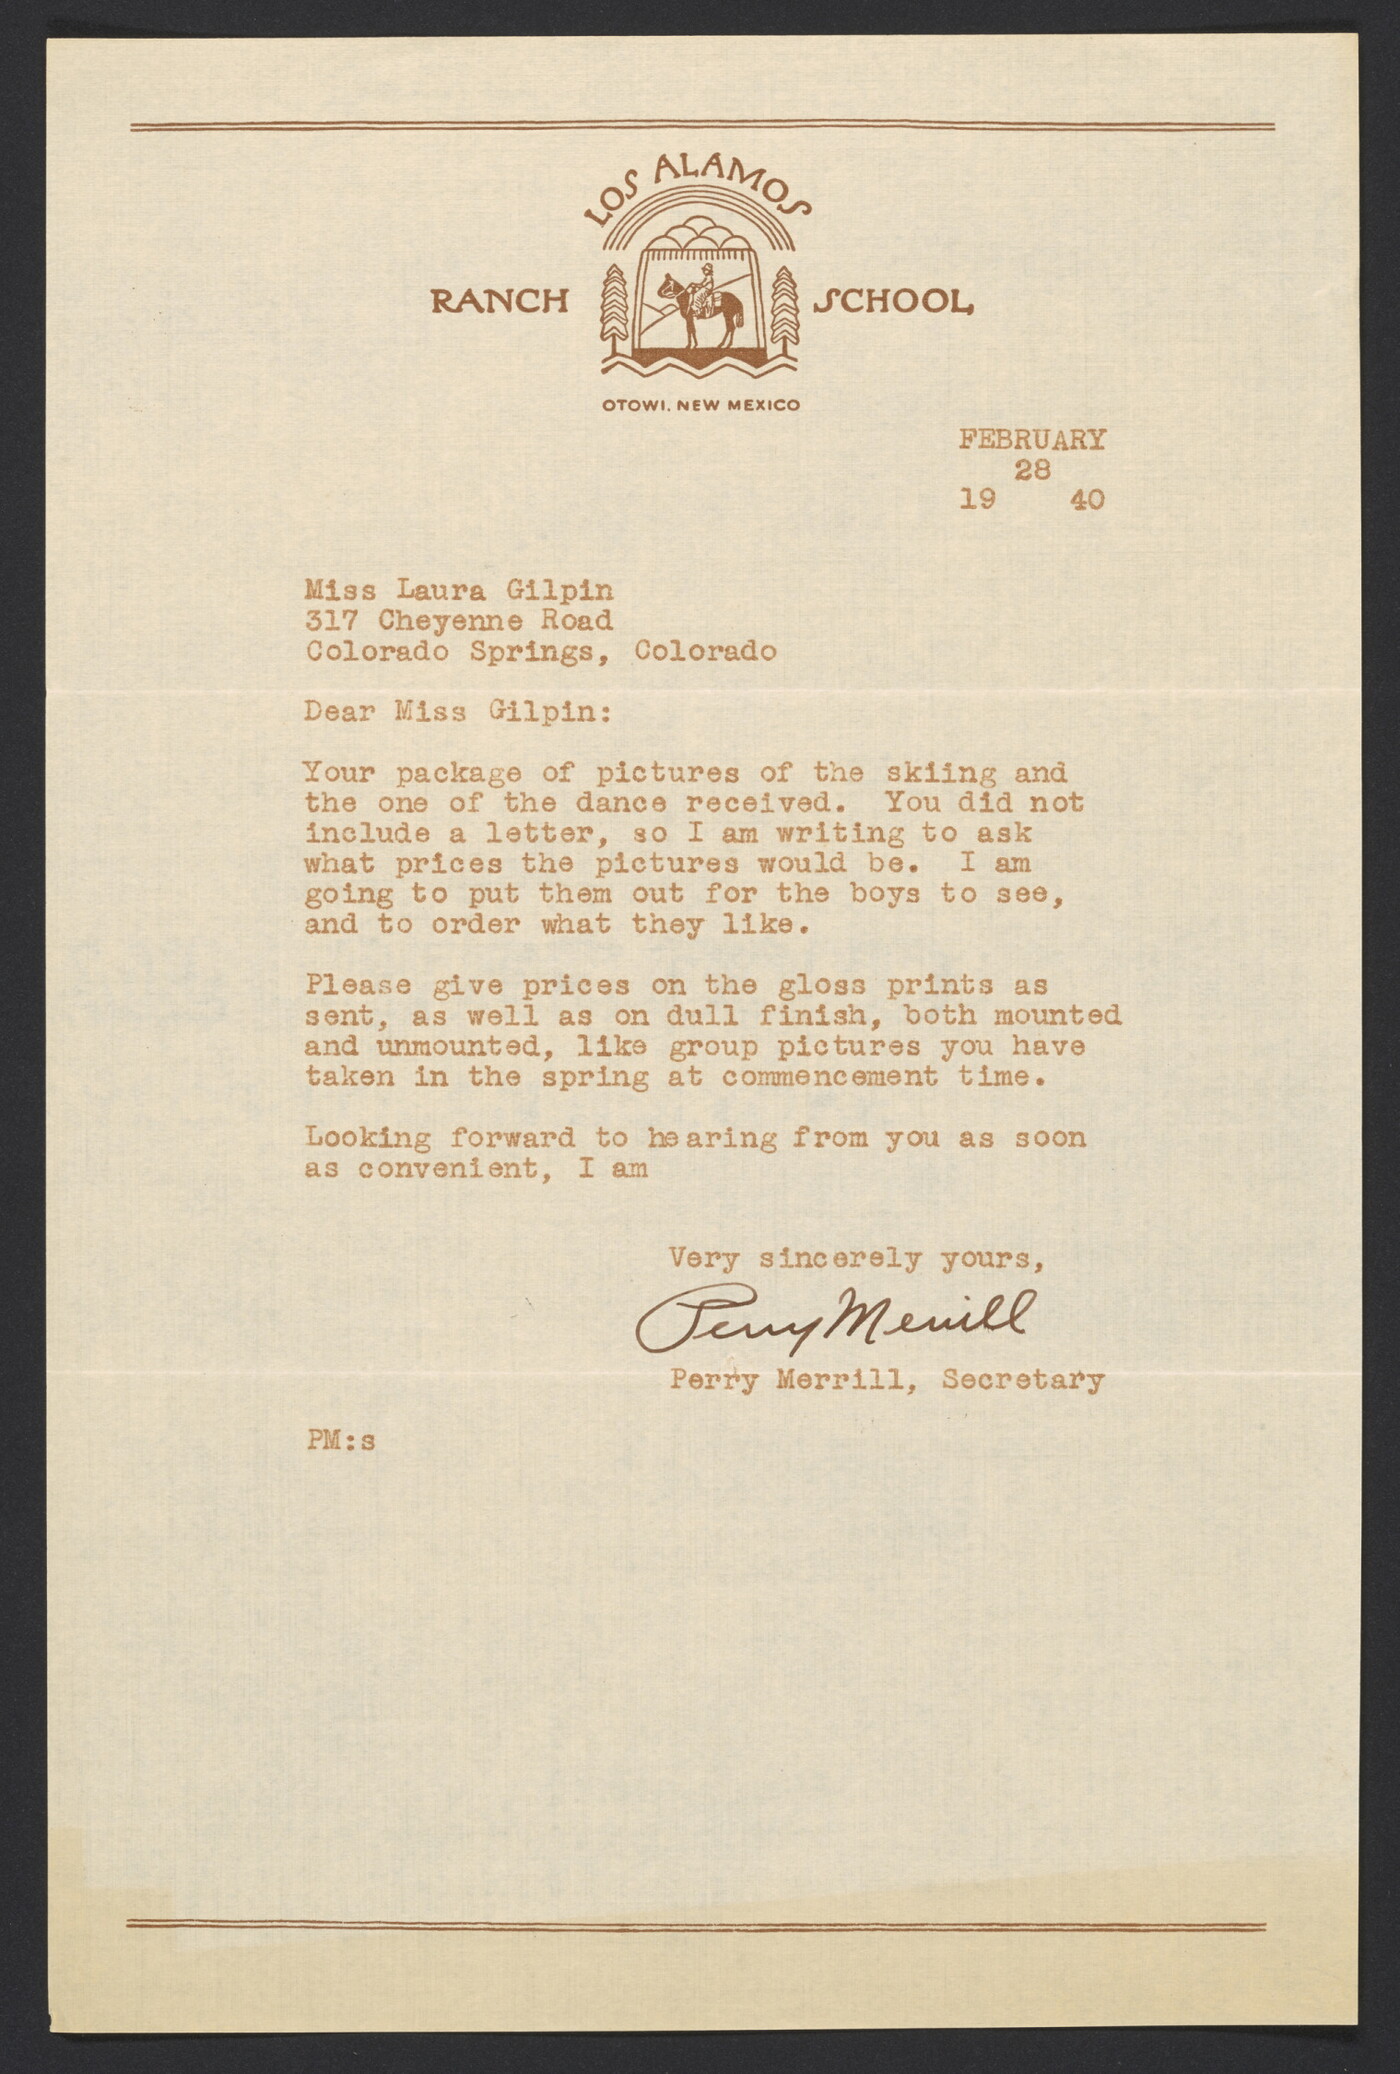 LOS ALAMOS
RANCH SCHOOL
OTOWI, NEW MEXICO
FEBRUARY
28
19 40
Miss Laura Gilpin
317 Cheyenne Road
Colorado Springs, Colorado
Dear Miss Gilpin:
Your package of pictures of the skiing and
the one of the dance received. You did not
include a letter, so I am writing to ask
what prices the pictures would be. I am
going to put them out for the boys to see,
and to order what they like.
Please give prices on the gloss prints as
sent, as well as on dull finish, both mounted
and unmounted, like group pictures you have
taken in the spring at commencement time.
Looking forward to hearing from you as soon
as convenient, I am
Very sincerely yours,
Perry Merrill
Perry Merrill, Secretary
PM:s